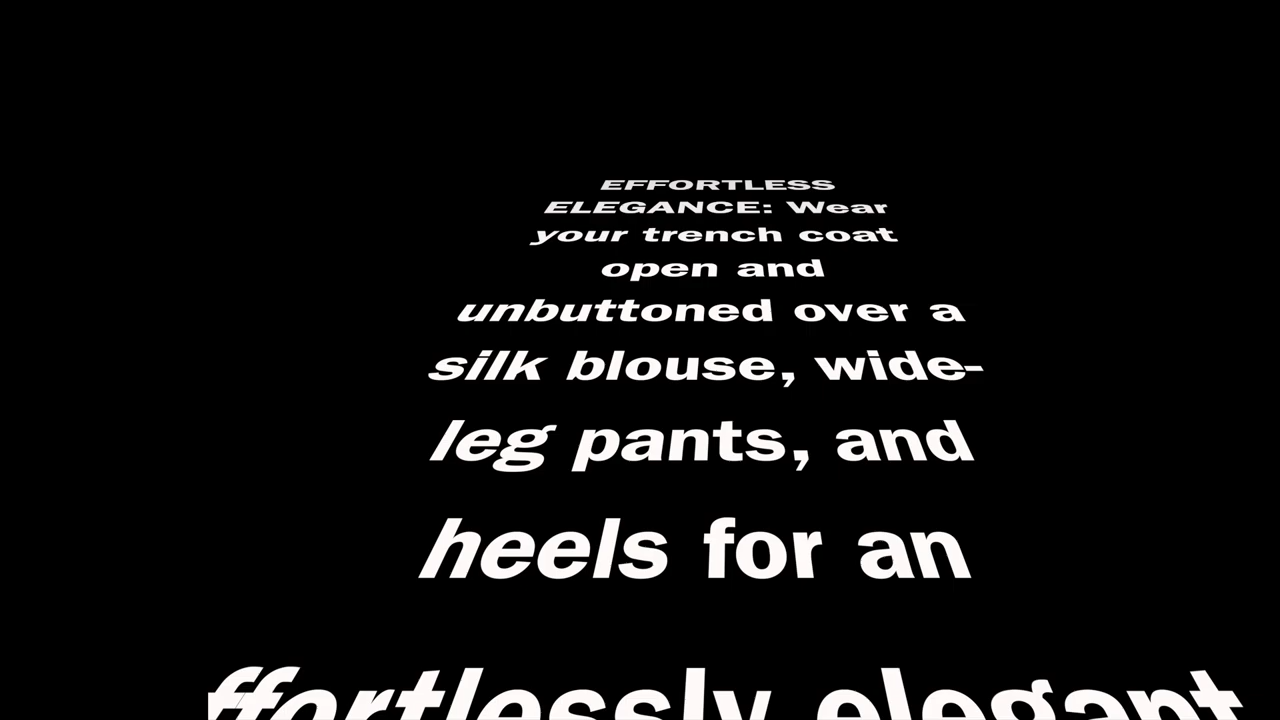 EFFORTLESS
ELEGANCE: Wear
your trench coat
open and
unbuttoned over a
silk blouse, wide-
leg pants, and
heels for an
ffortlessly elegant